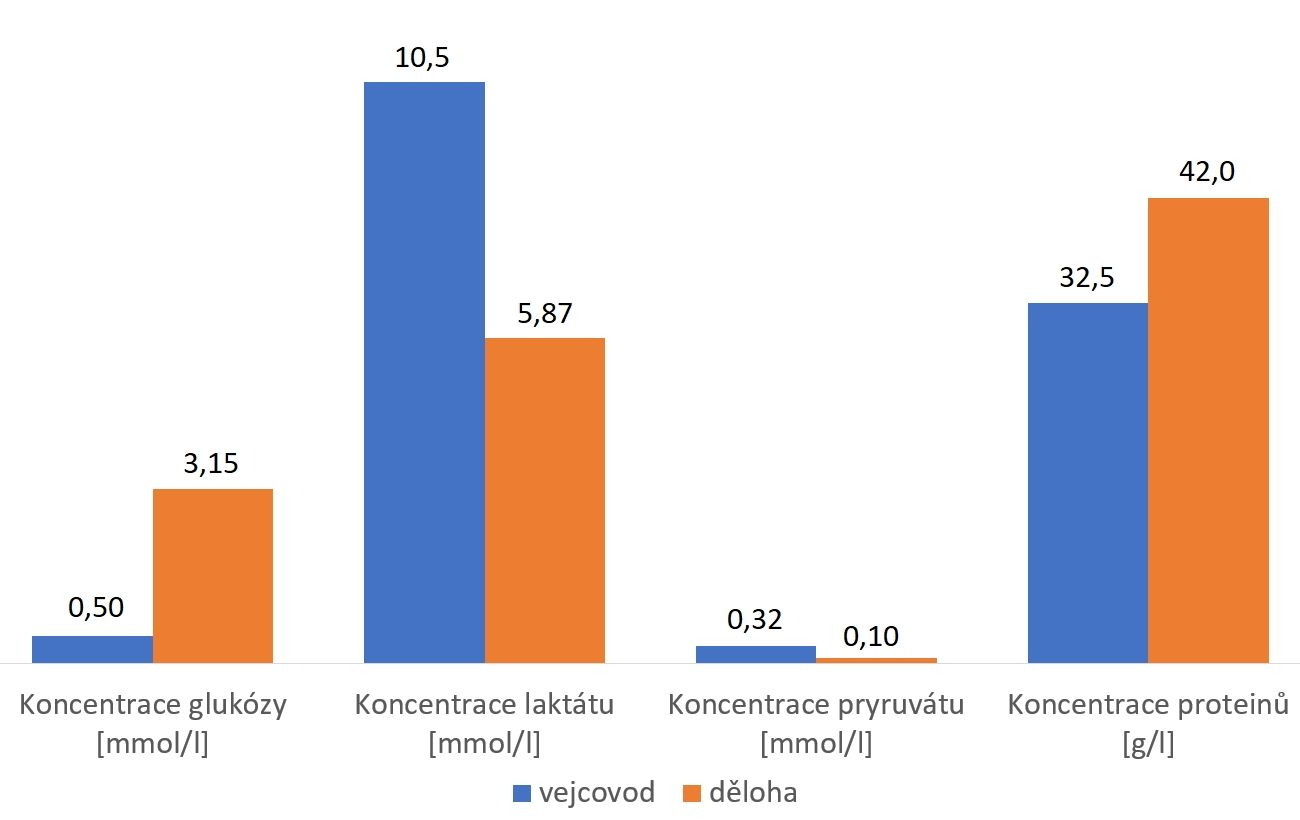 10,5
42,0
32,5
5,87
3,15
0,50
0,32
0,10
Koncentrace glukózy
[mmol/l]
Koncentrace laktátu
[mmol/l]
Koncentrace pryruvátu
[mmol/l]
Koncentrace proteinů
[g/l]
vejcovod
děloha